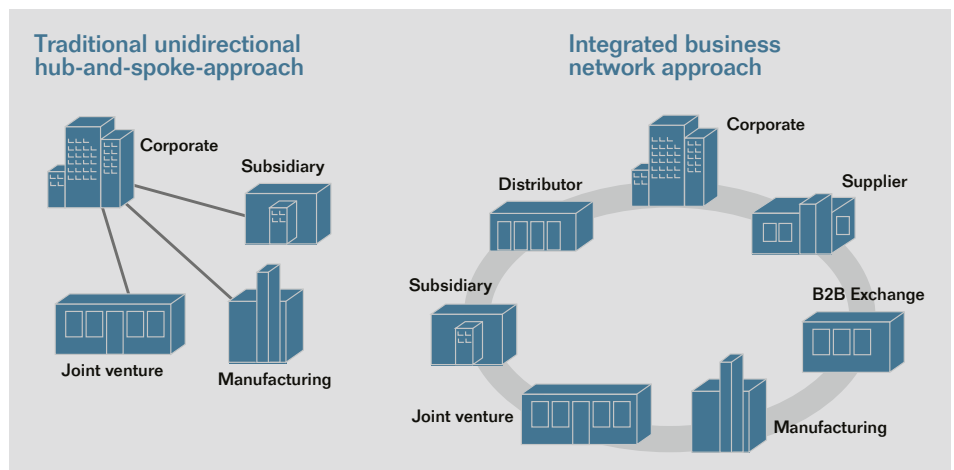 Traditional unidirectional
hub-and-spoke-approach
Corporate
Subsidiary
Joint venture
Manufacturing
Integrated business
network approach
Corporate
Distributor
Supplier
Subsidiary
B2B Exchange
Joint venture
Manufacturing